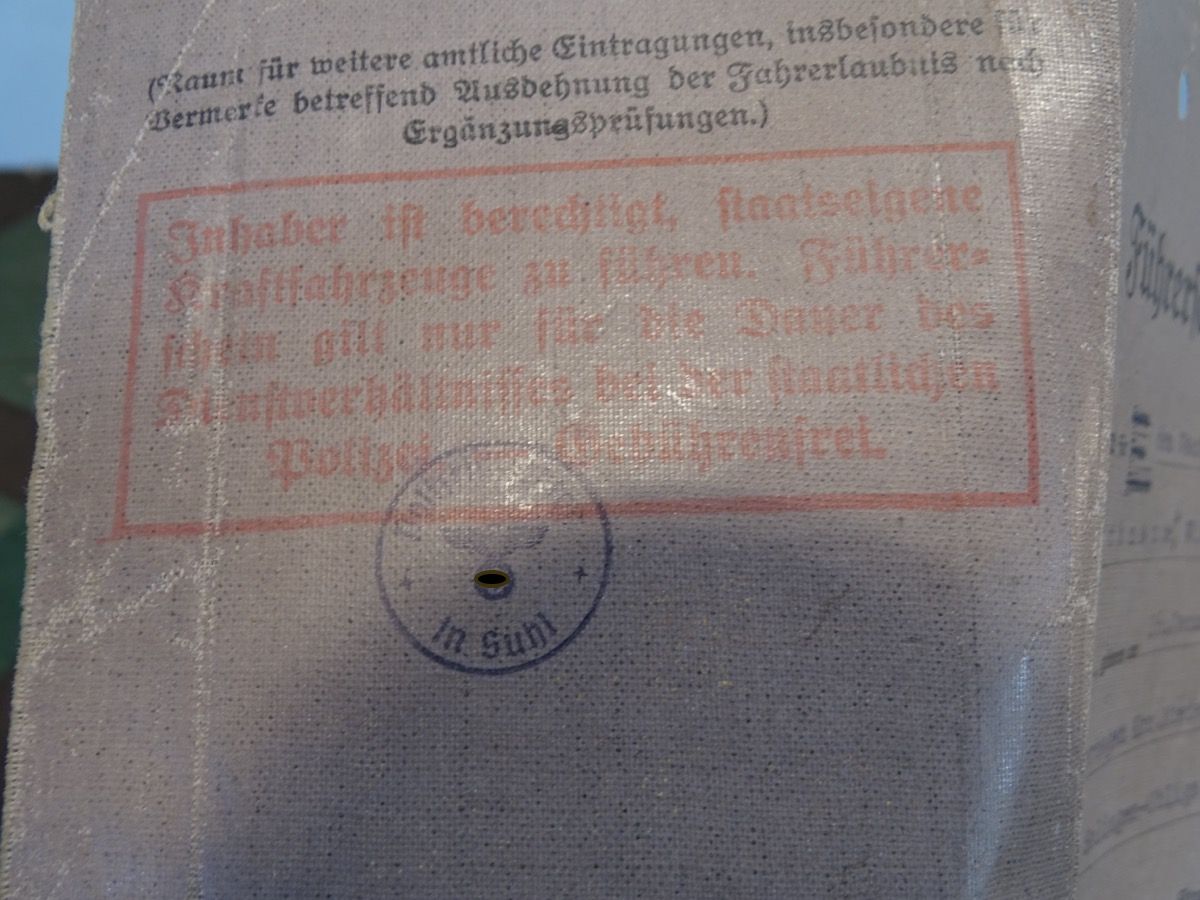 (Raum für weitere amtliche Eintragungen, insbesondere für
Vermerke betreffend Ausdehnung der Fahrerlaubnis nach
Ergänzungsprüfungen.)
Inhaber ist berechtigt, staatseigene
Kraftfahrzeuge zu führen. Führer-
schein gilt nur für die Dauer des
Dienstverhältnisses bei der staatlichen
Polizei. — Gebührenfrei.
in Suhl